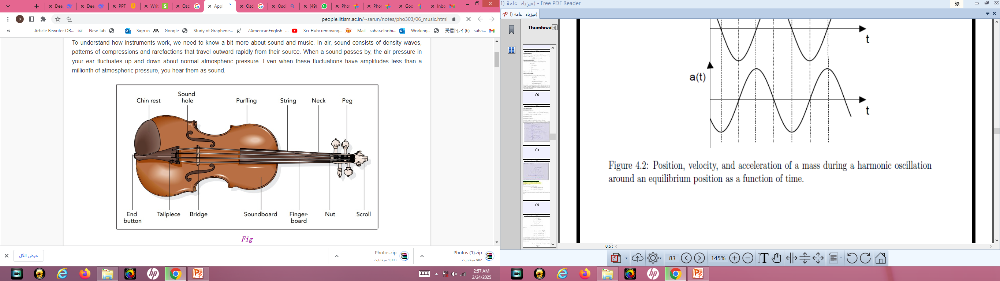 Dee
Dee
PPT
Writ
Osci
App
Osci
Osci
(49)
Pho
Pho
Goo
Inbo
people.iitism.ac.in/~sarun/notes/pho303/06_music.html
Article Rewriter OR...
New Tab
Sign in
Google
Study of Graphene...
ZAmericanEnglish -...
Sci-Hub: removing...
Mail - sahar.elnobi...
Working...
受信トレイ (6) - saha...
To understand how instruments work, we need to know a bit more about sound and music. In air, sound consists of density waves,
patterns of compressions and rarefactions that travel outward rapidly from their source. When a sound passes by, the air pressure in
your ear fluctuates up and down about normal atmospheric pressure. Even when these fluctuations have amplitudes less than a
millionth of atmospheric pressure, you hear them as sound.
Chin rest
Sound
hole
Purfling
String
Neck
Peg
End
button
Tailpiece
Bridge
Soundboard
Finger-
board
Nut
Scroll
Fig
عرض الكل
Photos.zip
1,003 ميغابايت
Photos (1).zip
982 ميغابايت
2:57 AM
2/24/2025
(فيزياء عامة (1 - Free PDF Reader
(فيزياء عامة (1
Thumbnai
74
75
76
t
a(t)
t
Figure 4.2: Position, velocity, and acceleration of a mass during a harmonic oscillation
around an equilibrium position as a function of time.
8.5
83
145%